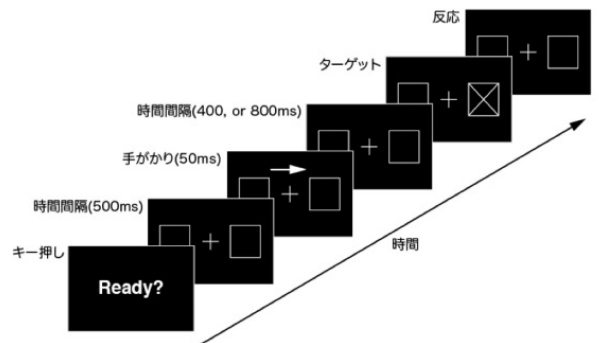 反応
ターゲット
時間間隔(400, or 800ms)
手がかり(50ms)
時間間隔(500ms)
キー押し
Ready?
時間